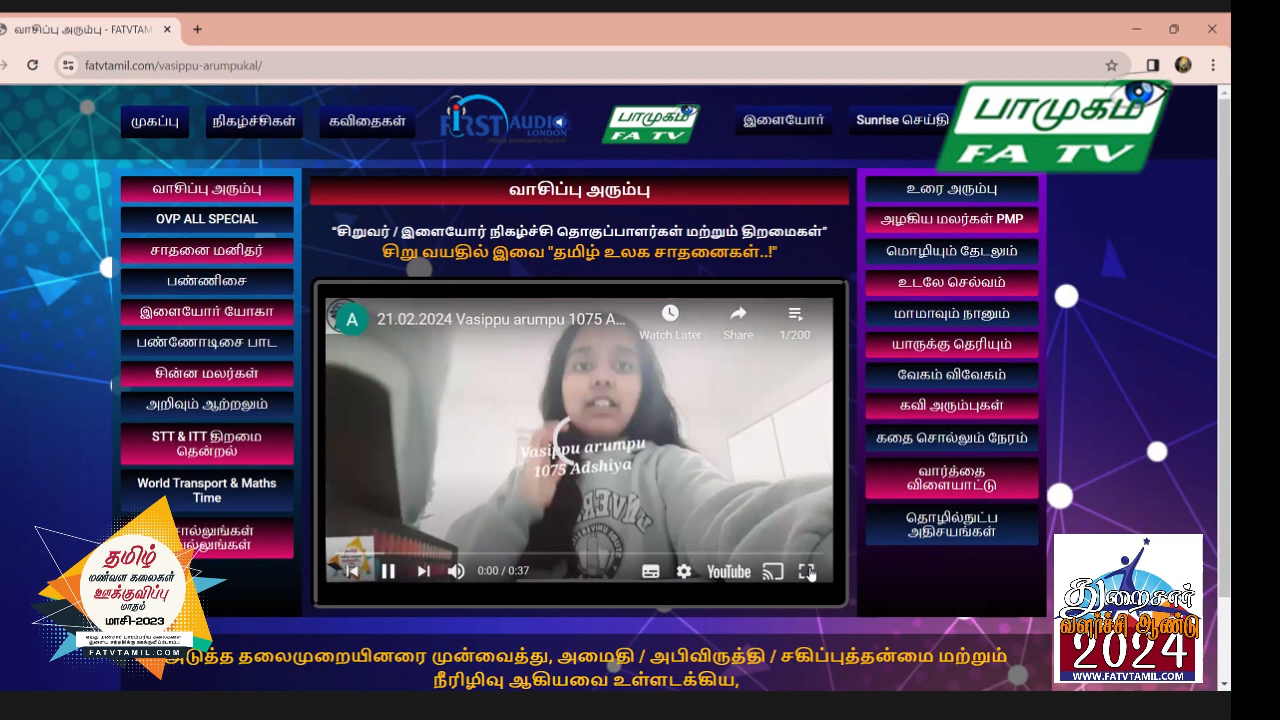 வாசிப்பு அரும்பு - FATVTAM
fatvtamil.com/vasippu-arumpukal/
முகப்பு
நிகழ்ச்சிகள்
கவிதைகள்
FiRST AUDIO
LONDON
பாமுகம்
FA TV
இளையோர்
Sunrise செய்தி
பாமுகம்
FA TV
வாசிப்பு அரும்பு
OVP ALL SPECIAL
சாதனை மனிதர்
பண்ணிசை
இளையோர் யோகா
பண்ணோடிசை பாட
சின்ன மலர்கள்
அறிவும் ஆற்றலும்
STT & ITT திறமை
தென்றல்
World Transport & Maths
Time
வாசிப்பு அரும்பு
"சிறுவர் / இளையோர் நிகழ்ச்சி தொகுப்பாளர்கள் மற்றும் திறமைகள்"
சிறு வயதில் இவை "தமிழ் உலக சாதனைகள்..!"
A
21.02.2024 Vasippu arumpu 1075 A...
Watch Later
Share
1/200
Vasippu arumpu
1075 Adshiya
0:00 / 0:37
YouTube
உரை அரும்பு
அழகிய மலர்கள் PMP
மொழியும் தேடலும்
உடலே செல்வம்
மாமாவும் நானும்
யாருக்கு தெரியும்
வேகம் விவேகம்
கவி அரும்புகள்
கதை சொல்லும் நேரம்
வார்த்தை
விளையாட்டு
தொழில்நுட்ப
அதிசயங்கள்
தமிழ்
மண்வள கலைகள்
ஊக்குவிப்பு
மாதம்
மாசி-2023
FATVTAMIL.COM
துறைசார்
வளர்ச்சி ஆண்டு
2024
WWW.FATVTAMIL.COM
அடுத்த தலைமுறையினரை முன்வைத்து, அமைதி / அபிவிருத்தி / சகிப்புத்தன்மை மற்றும்
நீரிழிவு ஆகியவை உள்ளடக்கிய,